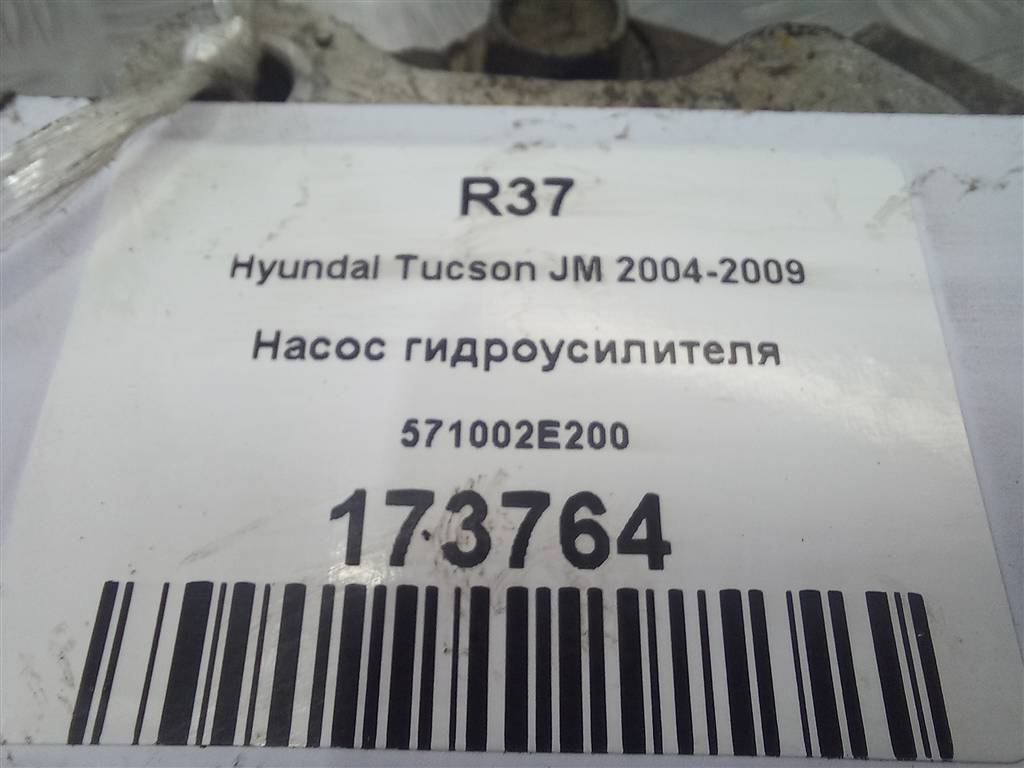 R37
Hyundai Tucson JM 2004-2009
Насос гидроусилителя
571002E200
173764